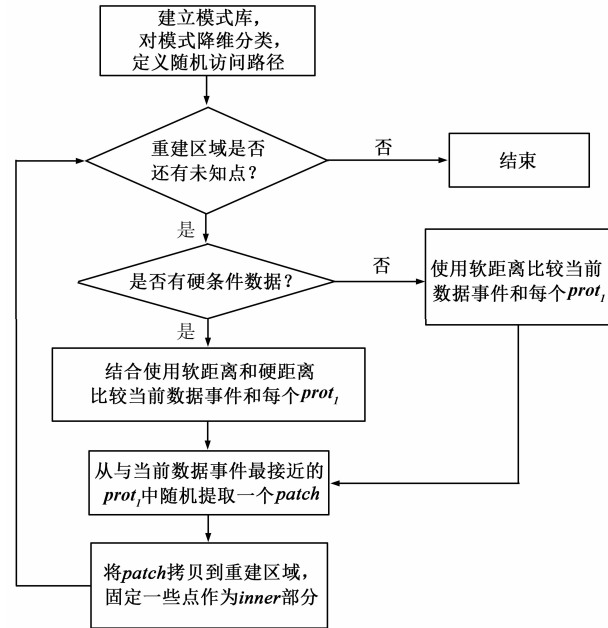 建立模式库，
对模式降维分类，
定义随机访问路径
重建区域是否
还有未知点？
否
结束
是
是否有硬条件数据？
否
使用软距离比较当前
数据事件和每个prot_l
是
结合使用软距离和硬距离
比较当前数据事件和每个prot_l
从与当前数据事件最接近的
prot_l中随机提取一个patch
将patch拷贝到重建区域，
固定一些点作为inner部分